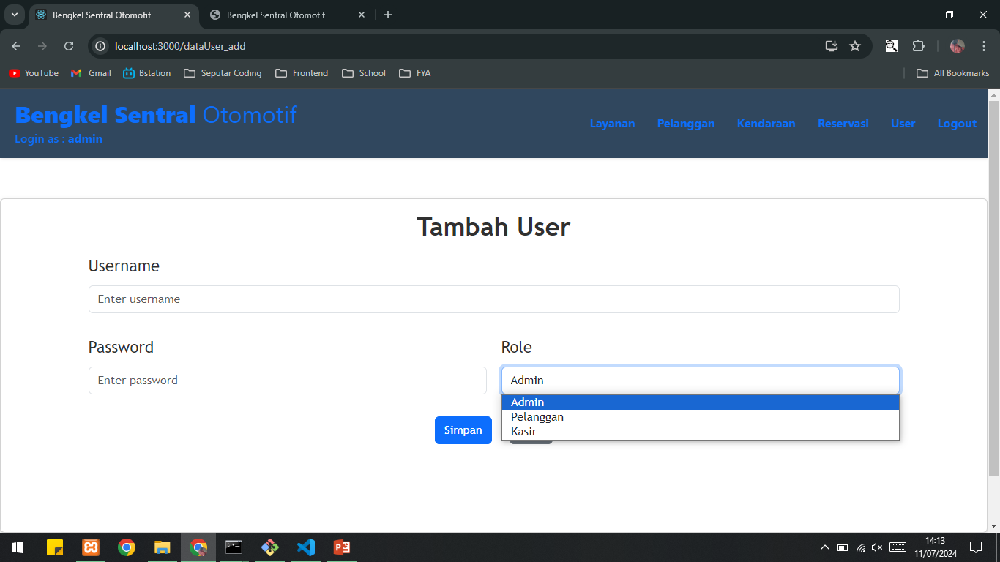 Bengkel Sentral Otomotif
Bengkel Sentral Otomotif
localhost:3000/dataUser_add
YouTube
Gmail
Bstation
Seputar Coding
Frontend
School
FYA
All Bookmarks
Bengkel Sentral Otomotif
Login as : admin
Layanan
Pelanggan
Kendaraan
Reservasi
User
Logout
Tambah User
Username
Enter username
Password
Role
Enter password
Admin
Admin
Pelanggan
Kasir
Simpan
14:13
11/07/2024